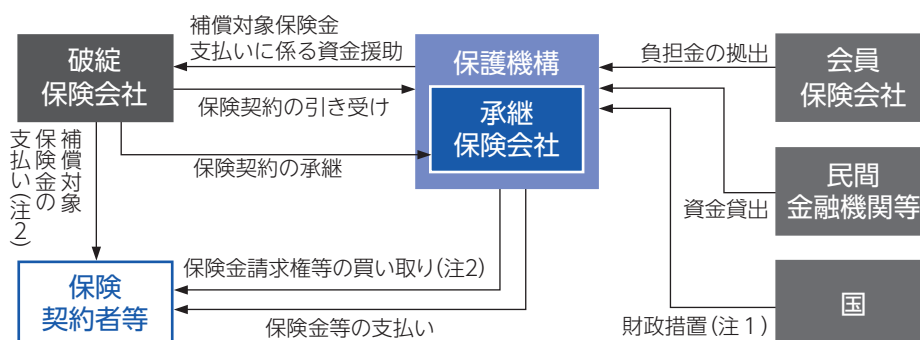 補償対象保険金
支払いに係る資金援助
破綻
保険会社
保険契約の引き受け
保険契約の承継
保護機構
承継
保険会社
負担金の拠出
会員
保険会社
民間
金融機関等
資金貸出
国
財政措置(注1)
補償対象
保険金の
支払い(注2)
保険金請求権等の買い取り(注2)
保険金等の支払い
保険
契約者等